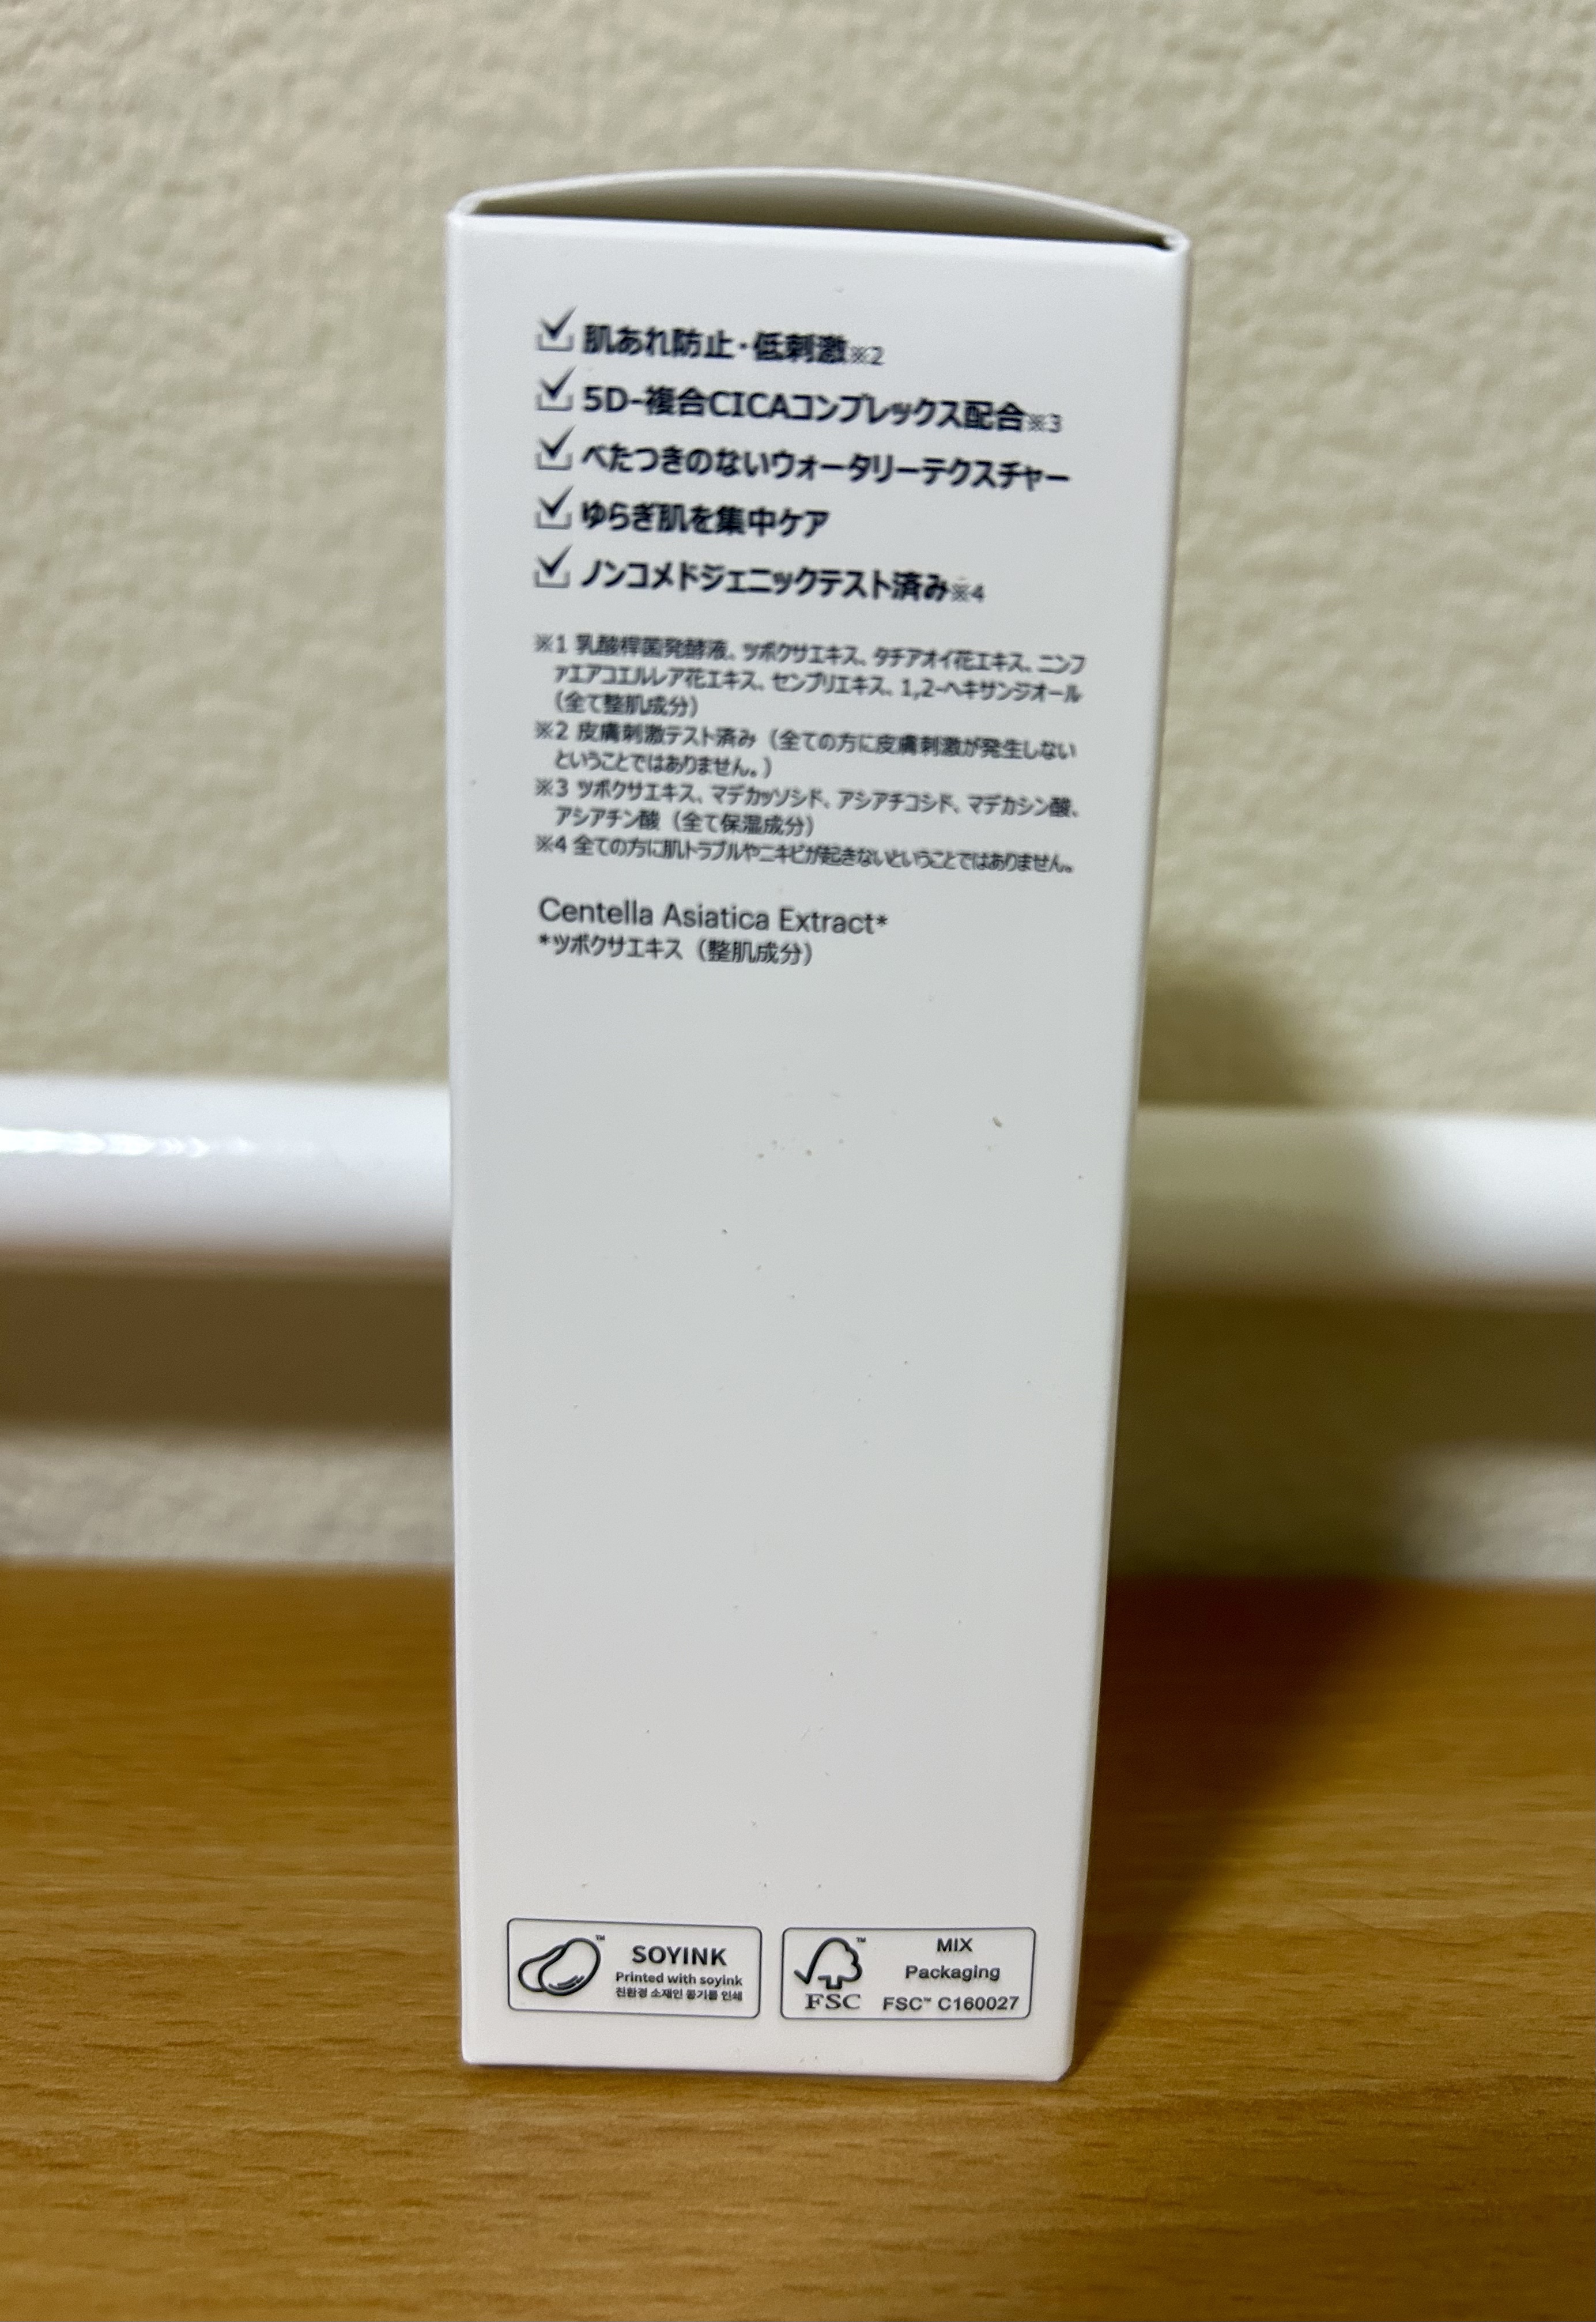 肌あれ防止・低刺激※2
5D-複合CICAコンプレックス配合※3
べたつきのないウォータリーテクスチャー
ゆらぎ肌を集中ケア
ノンコメドジェニックテスト済み※4
※1 乳酸桿菌発酵液、ツボクサエキス、タチアオイ花エキス、ニンフ
ァエアコエルレア花エキス、センブリエキス、1,2-ヘキサンジオール
（全て整肌成分）
※2 皮膚刺激テスト済み（全ての方に皮膚刺激が発生しない
ということではありません。）
※3 ツボクサエキス、マデカッソシド、アシアチコシド、マデカシン酸、
アシアチン酸（全て保湿成分）
※4 全ての方に肌トラブルやニキビが起きないということではありません。
Centella Asiatica Extract*
*ツボクサエキス（整肌成分）
SOYINK
Printed with soyink
친환경 소재인 콩기름 인쇄
™
FSC
™
MIX
Packaging
FSC™ C160027